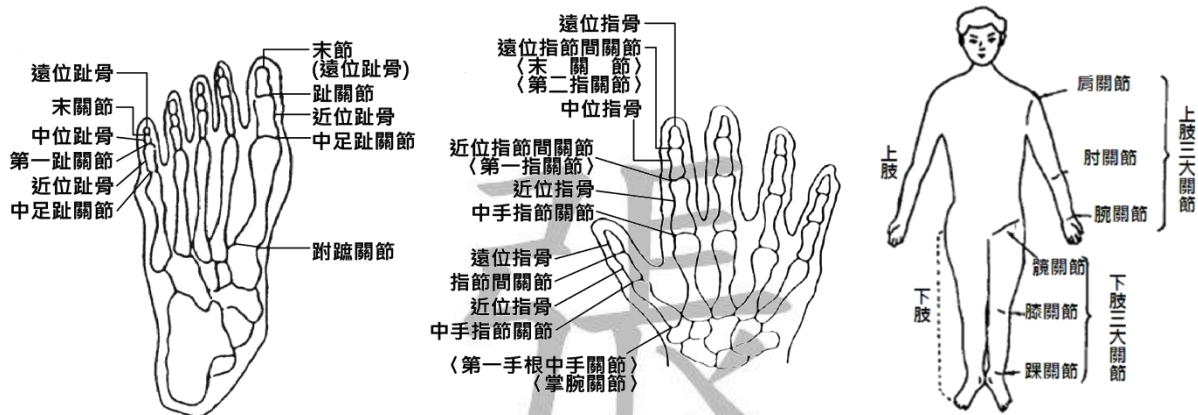 遠位趾骨
末關節
中位趾骨
第一趾關節
近位趾骨
中足趾關節
末節
(遠位趾骨)
趾關節
近位趾骨
中足趾關節
跗蹠關節
遠位指骨
遠位指節間關節
〈末關節〉
〈第二指關節〉
中位指骨
近位指節間關節
〈第一指關節〉
近位指骨
中手指節關節
遠位指骨
指節間關節
近位指骨
中手指節關節
〈第一手根中手關節〉
〈掌腕關節〉
上肢
肩關節
肘關節
腕關節
上肢三大關節
下肢
髖關節
膝關節
踝關節
下肢三大關節